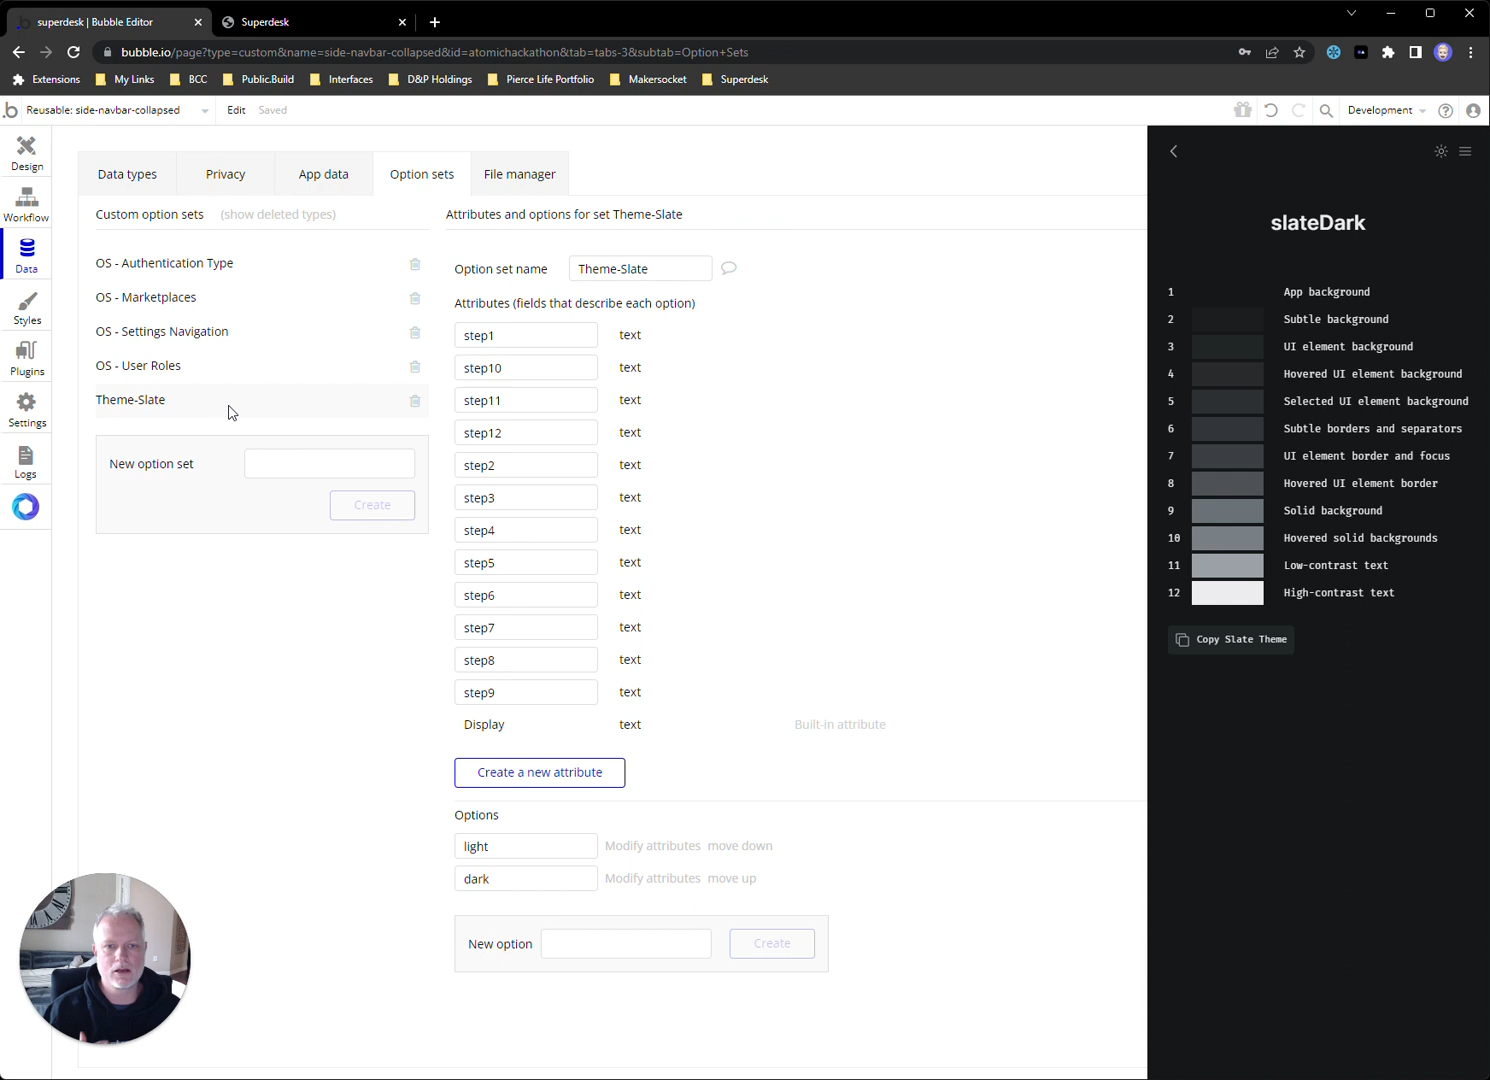 superdesk | Bubble Editor
Superdesk
bubble.io/page?type=custom&name=side-navbar-collapsed&id=atomichackathon&tab=tabs-3&subtab=Option+Sets
Extensions My Links BCC Public.Build Interfaces D&P Holdings Pierce Life Portfolio Makersocket Superdesk
Reusable: side-navbar-collapsed Edit Saved Development
Design
Workflow
Data
Styles
Plugins
Settings
Logs
Data types Privacy App data Option sets File manager
Custom option sets (show deleted types)
OS - Authentication Type
OS - Marketplaces
OS - Settings Navigation
OS - User Roles
Theme-Slate
New option set
Create
Attributes and options for set Theme-Slate
Option set name Theme-Slate
Attributes (fields that describe each option)
step1 text
step10 text
step11 text
step12 text
step2 text
step3 text
step4 text
step5 text
step6 text
step7 text
step8 text
step9 text
Display text Built-in attribute
Create a new attribute
Options
light Modify attributes move down
dark Modify attributes move up
New option Create
slateDark
1 App background
2 Subtle background
3 UI element background
4 Hovered UI element background
5 Selected UI element background
6 Subtle borders and separators
7 UI element border and focus
8 Hovered UI element border
9 Solid background
10 Hovered solid backgrounds
11 Low-contrast text
12 High-contrast text
Copy Slate Theme